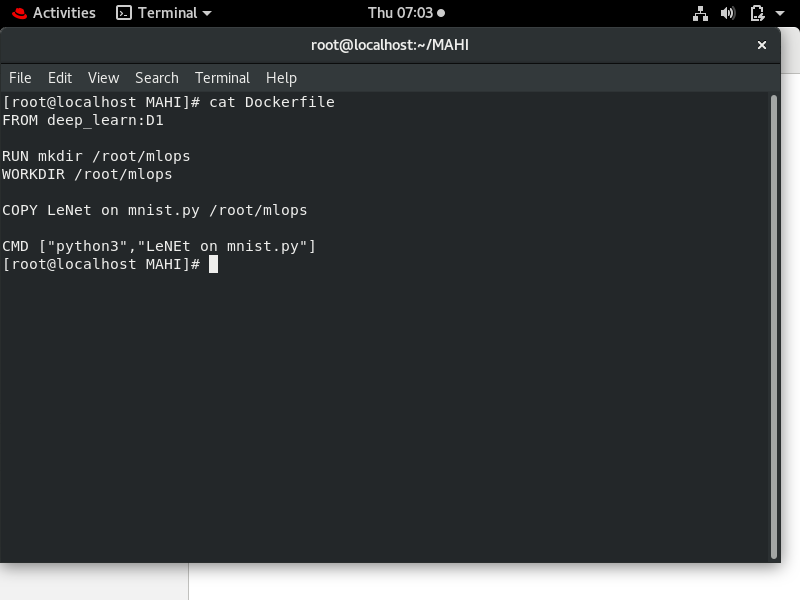 Activities Terminal Thu 07:03
root@localhost:~/MAHI
File Edit View Search Terminal Help
[root@localhost MAHI]# cat Dockerfile
FROM deep_learn:D1
RUN mkdir /root/mlops
WORKDIR /root/mlops
COPY LeNet on mnist.py /root/mlops
CMD ["python3","LeNEt on mnist.py"]
[root@localhost MAHI]#